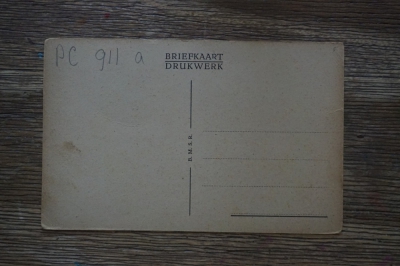 PC 911 a
BRIEFKAART
DRUKWERK
B.M.S.R.